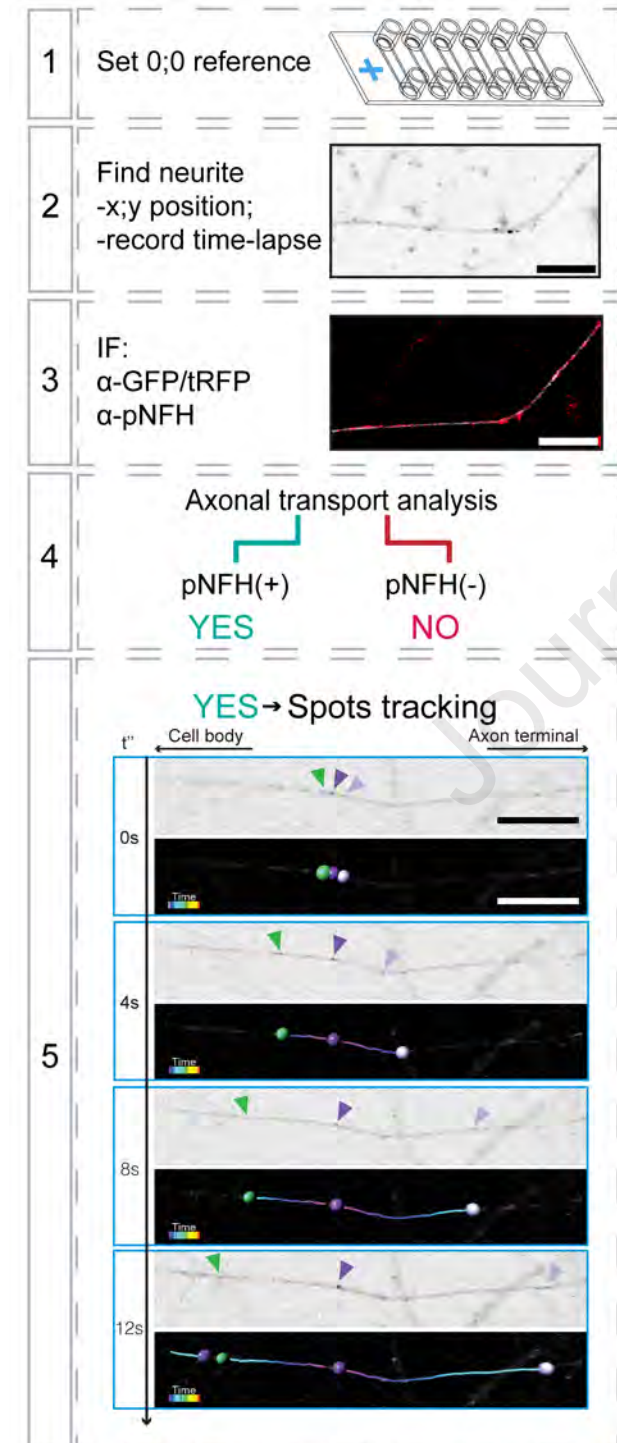 1
Set 0;0 reference
2
Find neurite
-x;y position;
-record time-lapse
3
IF:
α-GFP/tRFP
α-pNFH
4
Axonal transport analysis
pNFH(+)
pNFH(-)
YES
NO
Journ
5
YES→Spots tracking
t"
Cell body
Axon terminal
0s
Time
4s
Time
8s
Time
12s
Time